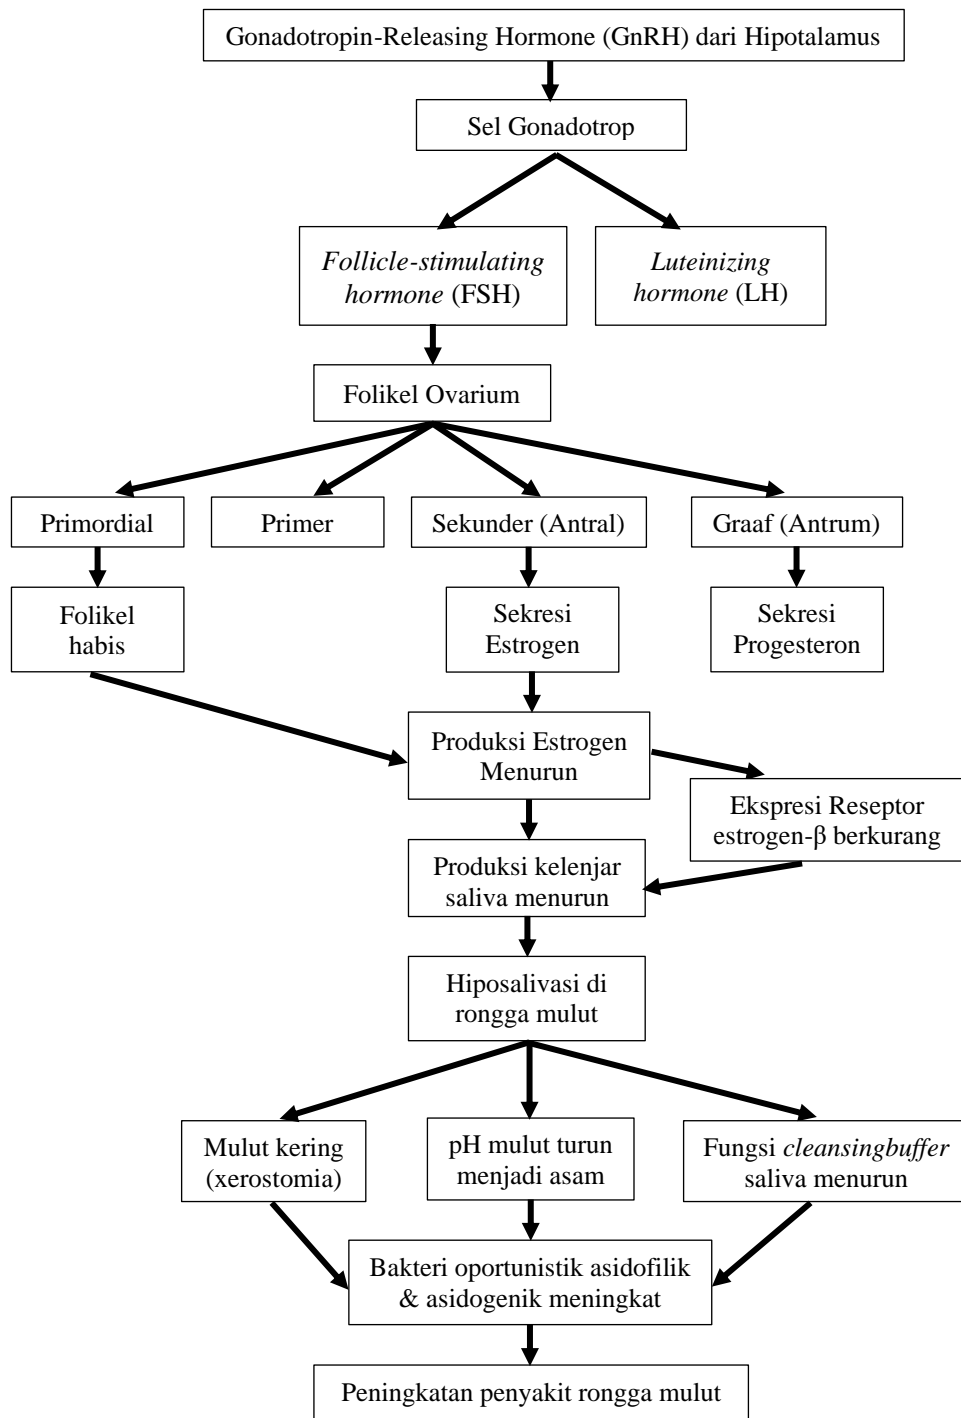 Gonadotropin-Releasing Hormone (GnRH) dari Hipotalamus
Sel Gonadotrop
Follicle-stimulating
hormone (FSH)
Luteinizing
hormone (LH)
Folikel Ovarium
Primordial
Primer
Sekunder (Antral)
Graaf (Antrum)
Folikel
habis
Sekresi
Estrogen
Sekresi
Progesteron
Produksi Estrogen
Menurun
Ekspresi Reseptor
estrogen-β berkurang
Produksi kelenjar
saliva menurun
Hiposalivasi di
rongga mulut
Mulut kering
(xerostomia)
pH mulut turun
menjadi asam
Fungsi cleansingbuffer
saliva menurun
Bakteri oportunistik asidofilik
& asidogenik meningkat
Peningkatan penyakit rongga mulut